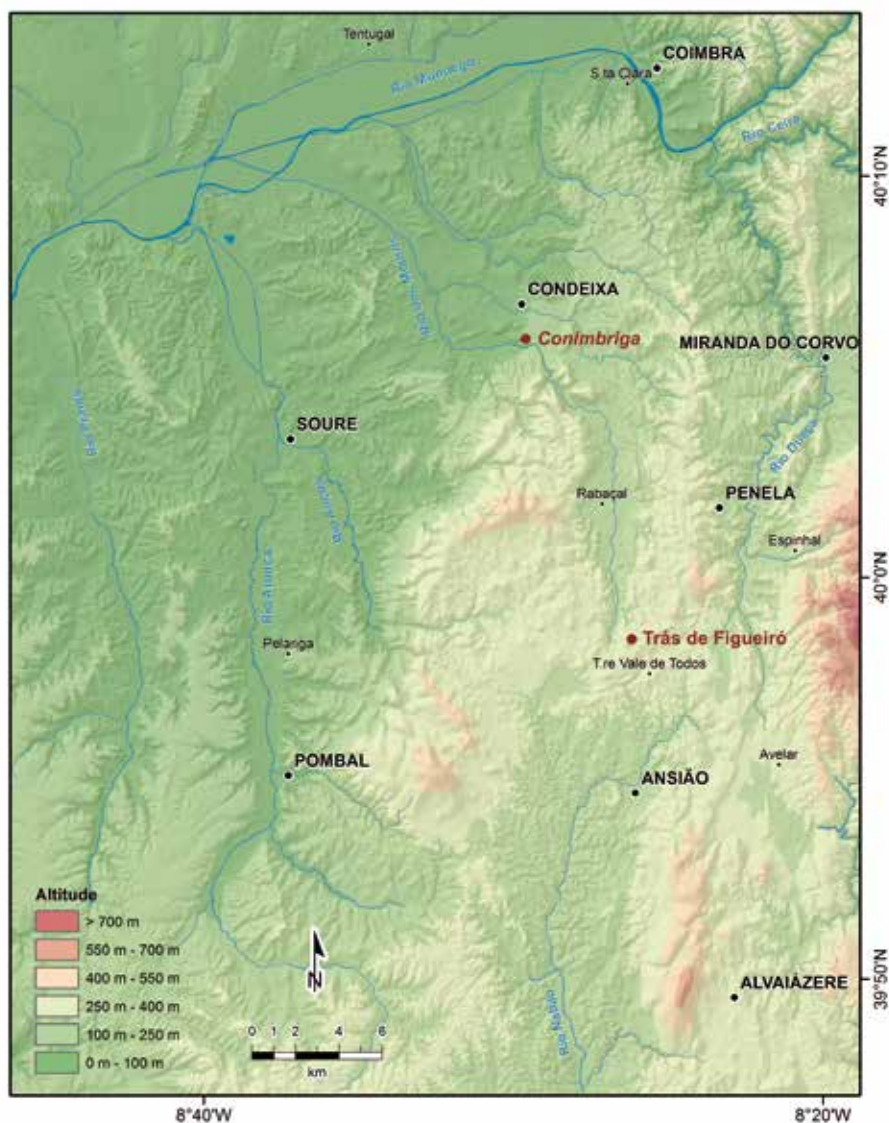 Tentugal
COIMBRA
S.ta Clara
Rio Mondego
Rio Ceira
40°10'N
CONDEIXA
Conimbriga
MIRANDA DO CORVO
SOURE
Rio Dueça
Rabaçal
PENELA
Espinhal
40°0'N
Trás de Figueiró
Pelariga
T.re Vale de Todos
POMBAL
Avelar
ANSIÃO
Altitude
> 700 m
550 m - 700 m
400 m - 550 m
250 m - 400 m
100 m - 250 m
0 m - 100 m
N
0 1 2 4 6
km
Rio Nabão
ALVAIÁZERE
39°50'N
8°40'W
8°20'W